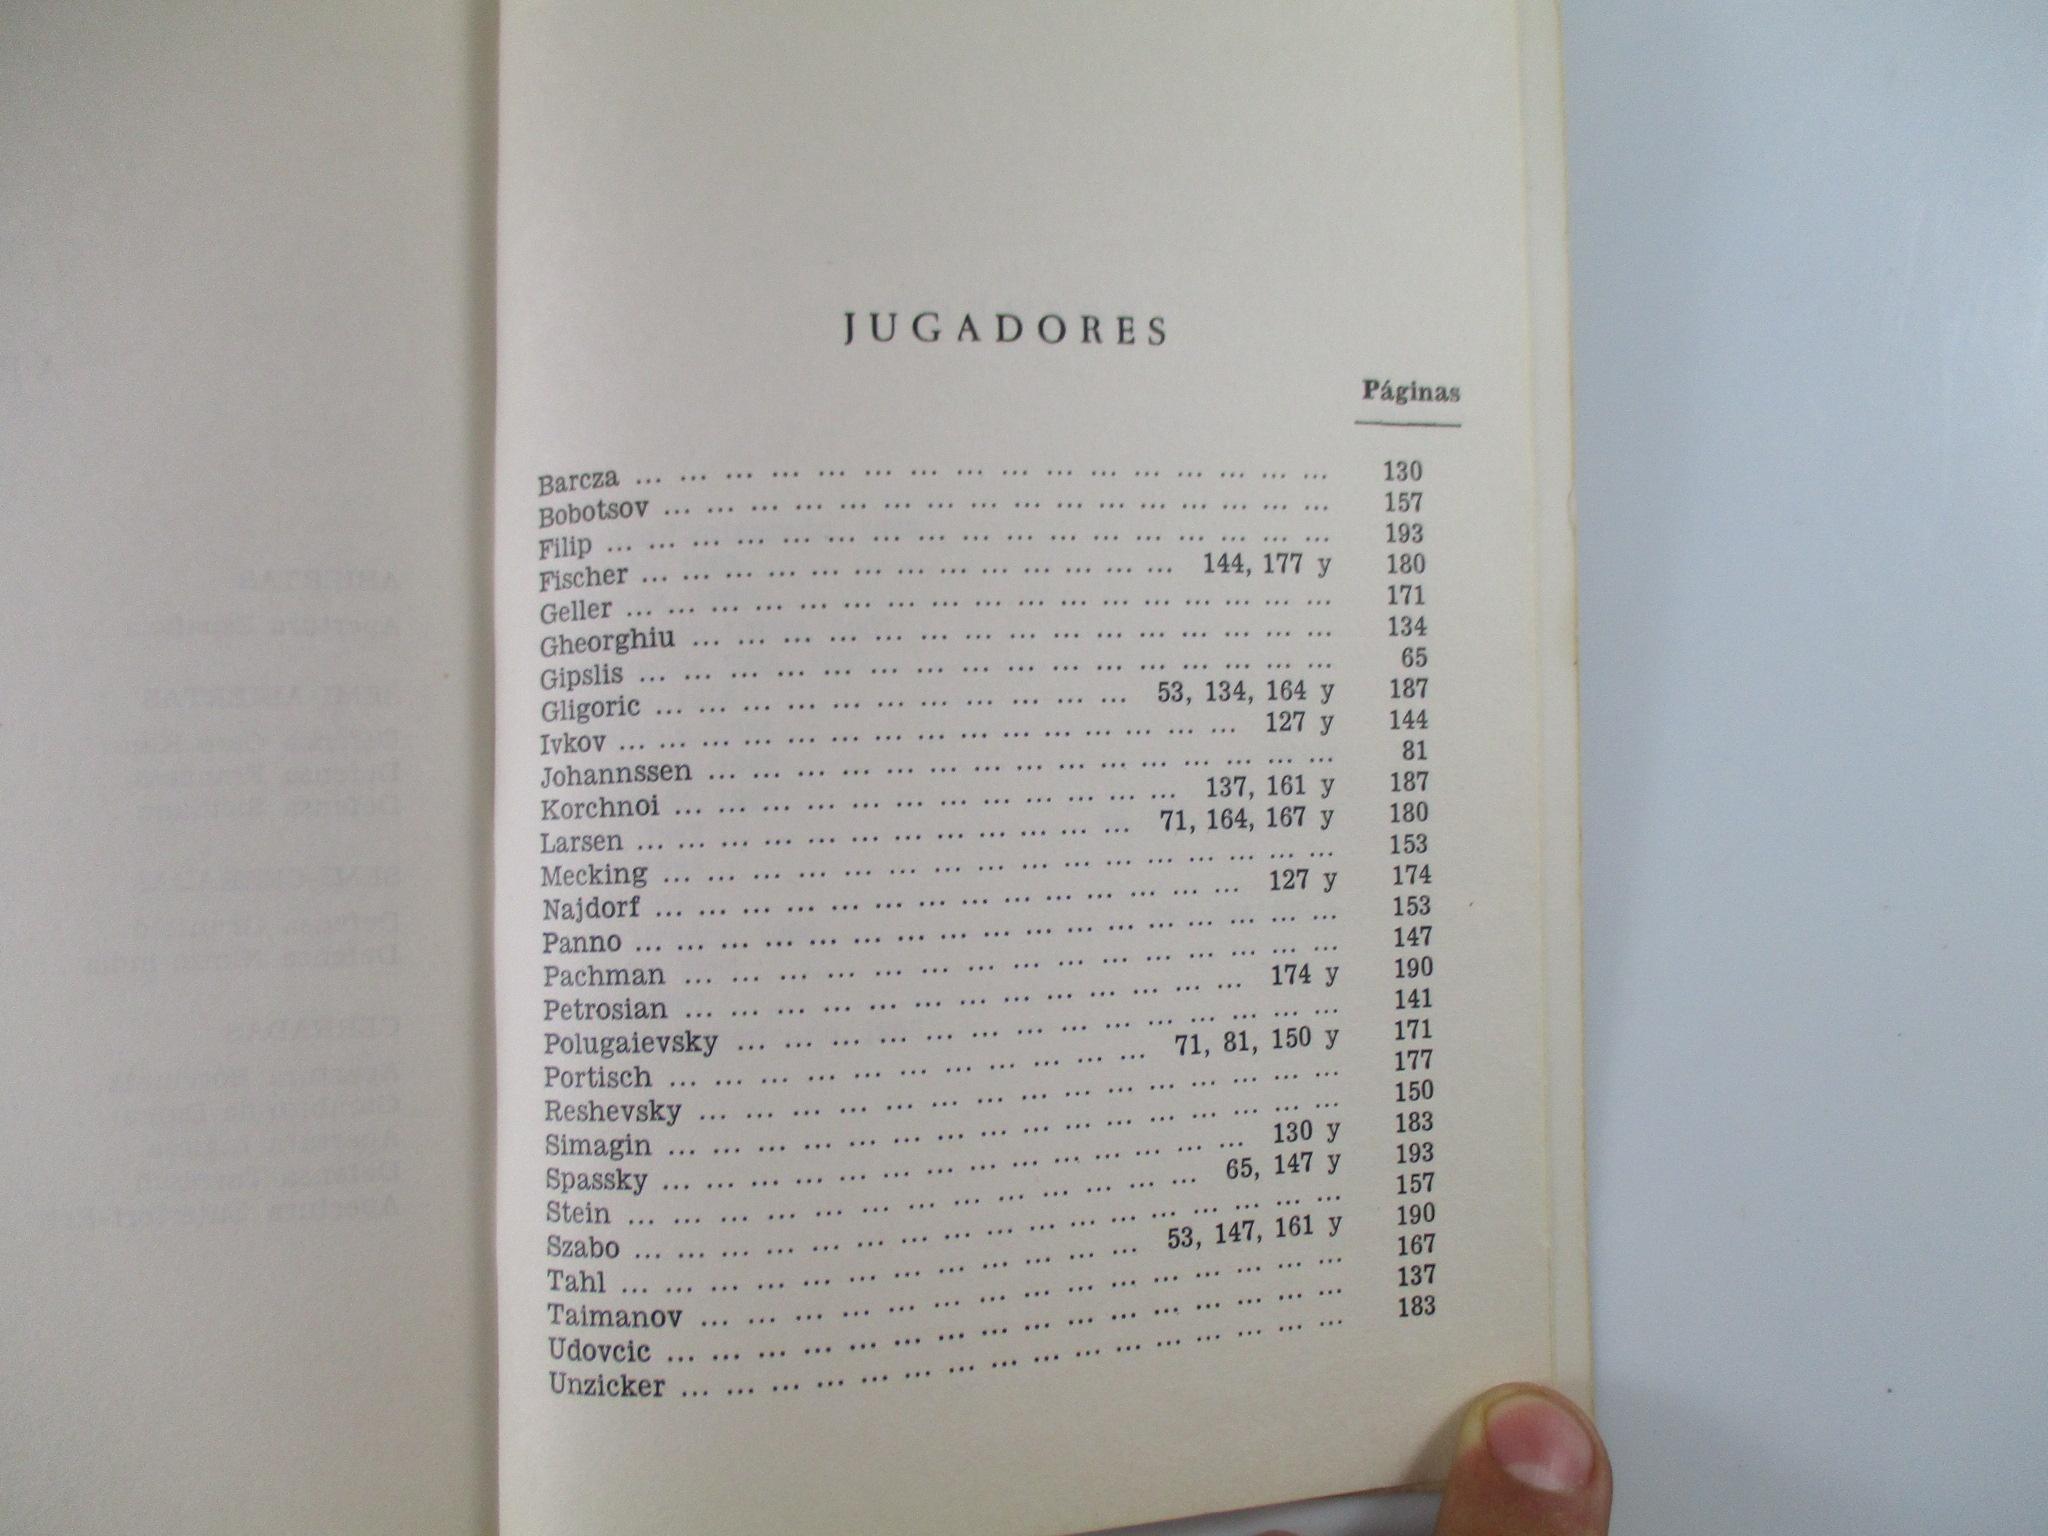 JUGADORES
Páginas
Barcza ... ... ... ... ... ... ... ... ... ... ... ... ... ... ... ... 130
Bobotsov ... ... ... ... ... ... ... ... ... ... ... ... ... ... ... ... 157
Filip ... ... ... ... ... ... ... ... ... ... ... ... ... ... ... ... ... 193
Fischer ... ... ... ... ... ... ... ... ... ... ... ... ... 144, 177 y 180
Geller ... ... ... ... ... ... ... ... ... ... ... ... ... ... ... ... ... 171
Gheorghiu ... ... ... ... ... ... ... ... ... ... ... ... ... ... ... 134
Gipslis ... ... ... ... ... ... ... ... ... ... ... ... ... ... ... ... 65
Gligoric ... ... ... ... ... ... ... ... ... ... ... 53, 134, 164 y 187
Ivkov ... ... ... ... ... ... ... ... ... ... ... ... ... ... ... 127 y 144
Johannssen ... ... ... ... ... ... ... ... ... ... ... ... ... ... ... 81
Korchnoi ... ... ... ... ... ... ... ... ... ... ... ... 137, 161 y 187
Larsen ... ... ... ... ... ... ... ... ... ... ... ... 71, 164, 167 y 180
Mecking ... ... ... ... ... ... ... ... ... ... ... ... ... ... ... ... 153
Najdorf ... ... ... ... ... ... ... ... ... ... ... ... ... ... 127 y 174
Panno ... ... ... ... ... ... ... ... ... ... ... ... ... ... ... ... ... 153
Pachman ... ... ... ... ... ... ... ... ... ... ... ... ... ... ... 147
Petrosian ... ... ... ... ... ... ... ... ... ... ... ... ... 174 y 190
Polugaievsky ... ... ... ... ... ... ... ... ... ... ... ... ... ... 141
Portisch ... ... ... ... ... ... ... ... ... ... ... 71, 81, 150 y 171
Reshevsky ... ... ... ... ... ... ... ... ... ... ... ... ... ... ... 177
Simagin ... ... ... ... ... ... ... ... ... ... ... ... ... ... ... ... 150
Spassky ... ... ... ... ... ... ... ... ... ... ... ... ... ... 130 y 183
Stein ... ... ... ... ... ... ... ... ... ... ... ... ... 65, 147 y 193
Szabo ... ... ... ... ... ... ... ... ... ... ... ... ... ... ... ... ... 157
Tahl ... ... ... ... ... ... ... ... ... ... ... ... 53, 147, 161 y 190
Taimanov ... ... ... ... ... ... ... ... ... ... ... ... ... ... ... 167
Udovcic ... ... ... ... ... ... ... ... ... ... ... ... ... ... ... ... 137
Unzicker ... ... ... ... ... ... ... ... ... ... ... ... ... ... ... 183